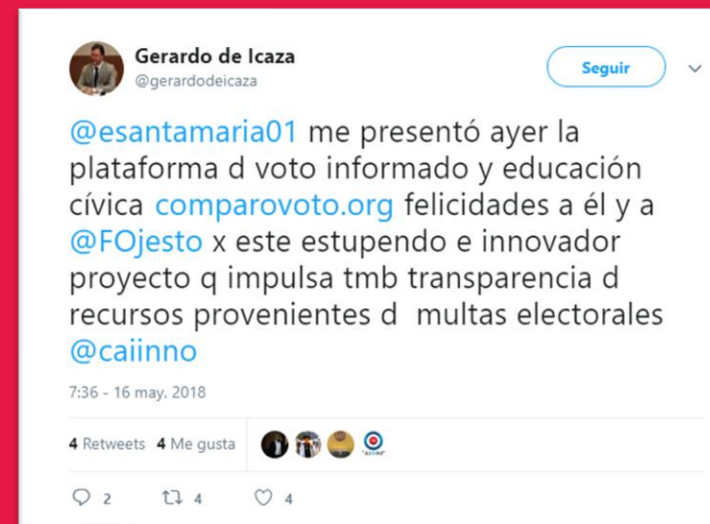 Gerardo de Icaza
@gerardodeicaza
Seguir
@esantamaria01 me presentó ayer la
plataforma d voto informado y educación
cívica comparovoto.org felicidades a él y a
@FOjesto x este estupendo e innovador
proyecto q impulsa tmb transparencia d
recursos provenientes d multas electorales
@caiinno
7:36 - 16 may. 2018
4 Retweets 4 Me gusta
2 4 4